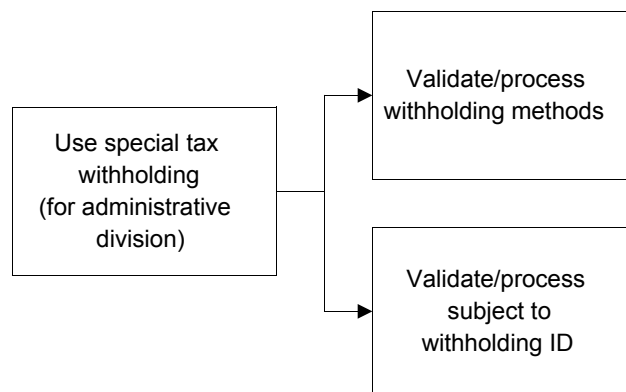 Use special tax
withholding
(for administrative
division)
Validate/process
withholding methods
Validate/process
subject to
withholding ID